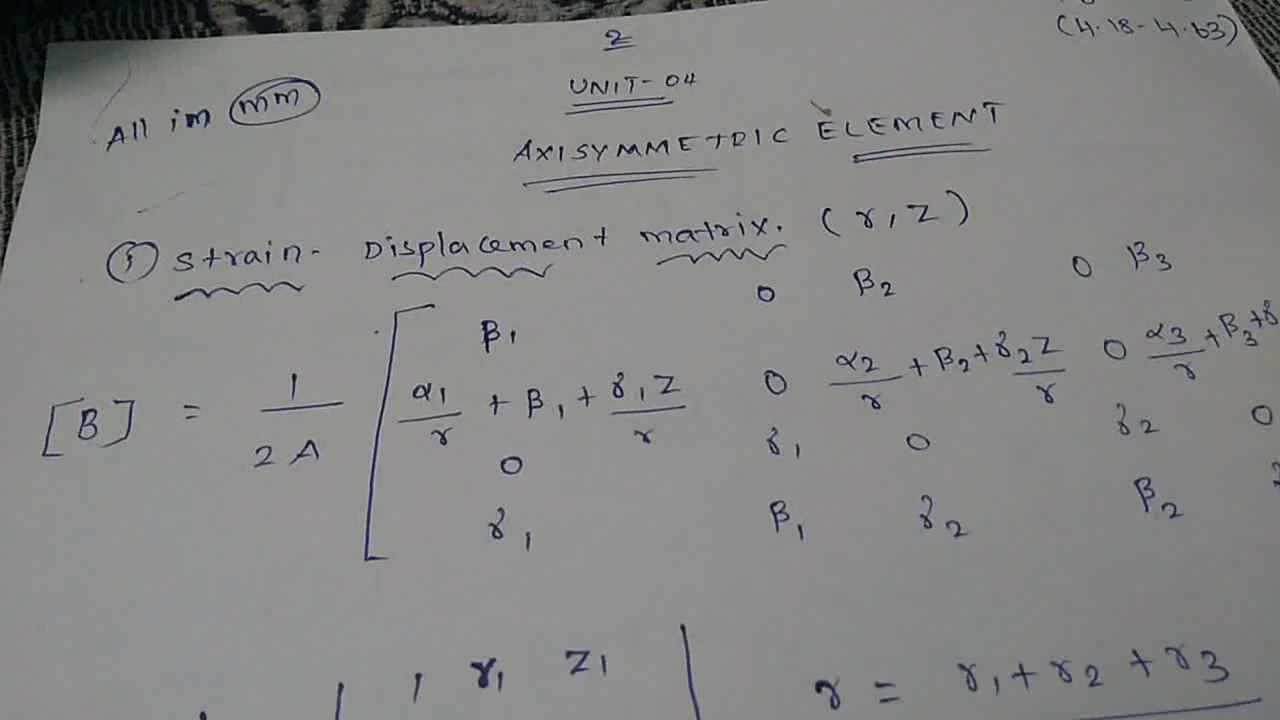 (4.18-4.63)
2
UNIT-04
All im mm
AXISYMMETRIC ELEMENT
① Strain- Displacement matrix. (r,z)
β₁ 0 β₂ 0 β₃
[B] = 1/2A [ α₁/r + β₁ + γ₁z/r 0 α₂/r + β₂ + γ₂z/r 0 α₃/r + β₃ + γ
0 γ₁ 0 γ₂ 0
γ₁ β₁ γ₂ β₂
1 r₁ z₁ | r = r₁ + r₂ + r₃